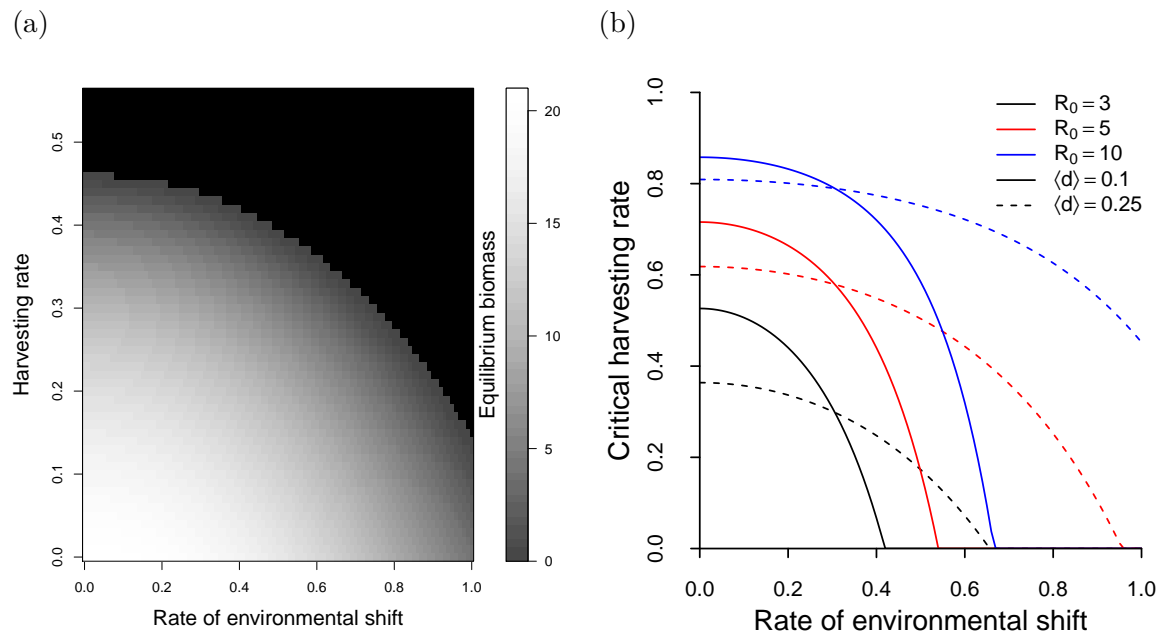 (a)
Harvesting rate
0.5
0.4
0.3
0.2
0.1
0.0
0.0 0.2 0.4 0.6 0.8 1.0
Rate of environmental shift
Equilibrium biomass
20
15
10
5
0
(b)
Critical harvesting rate
1.0
0.8
0.6
0.4
0.2
0.0
0.0 0.2 0.4 0.6 0.8 1.0
Rate of environmental shift
R₀ = 3
R₀ = 5
R₀ = 10
⟨d⟩ = 0.1
⟨d⟩ = 0.25